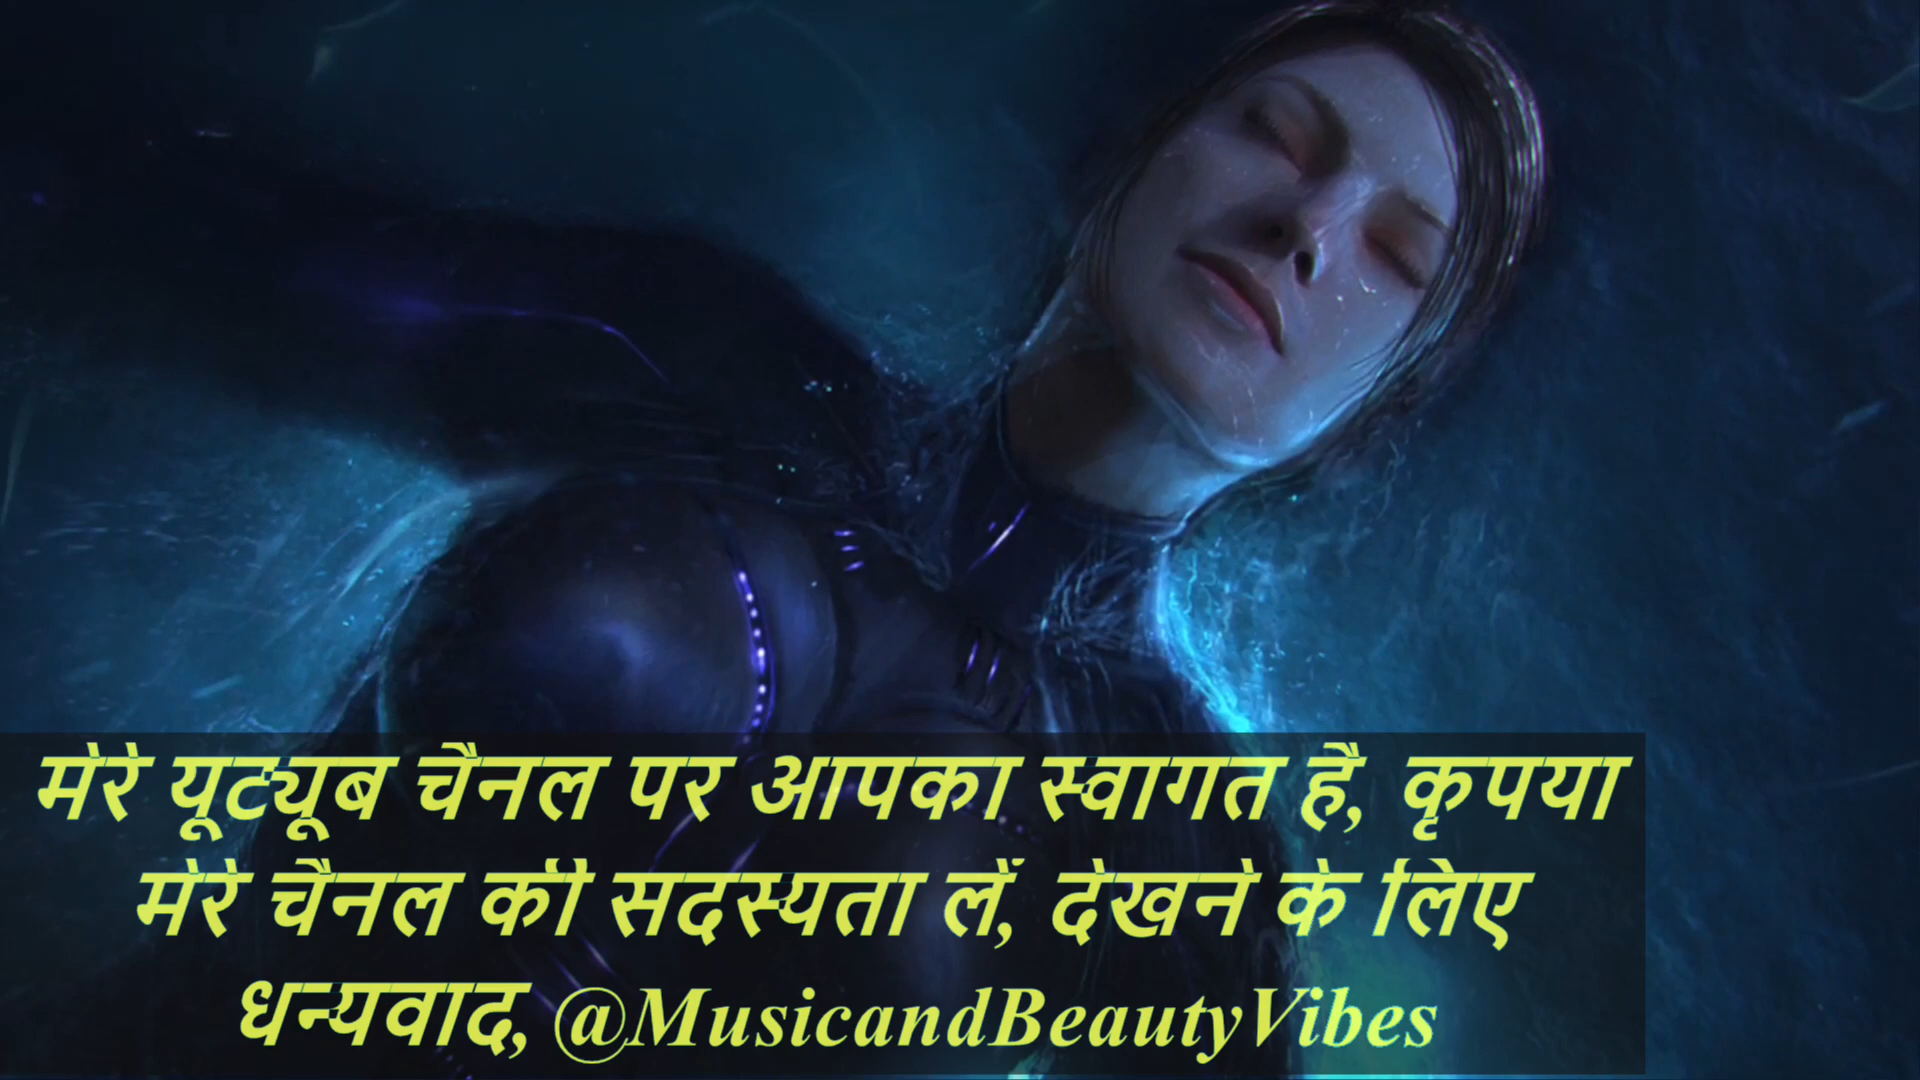 मेरे यूट्यूब चैनल पर आपका स्वागत है, कृपया
मेरे चैनल की सदस्यता लें, देखने के लिए
धन्यवाद, @MusicandBeautyVibes